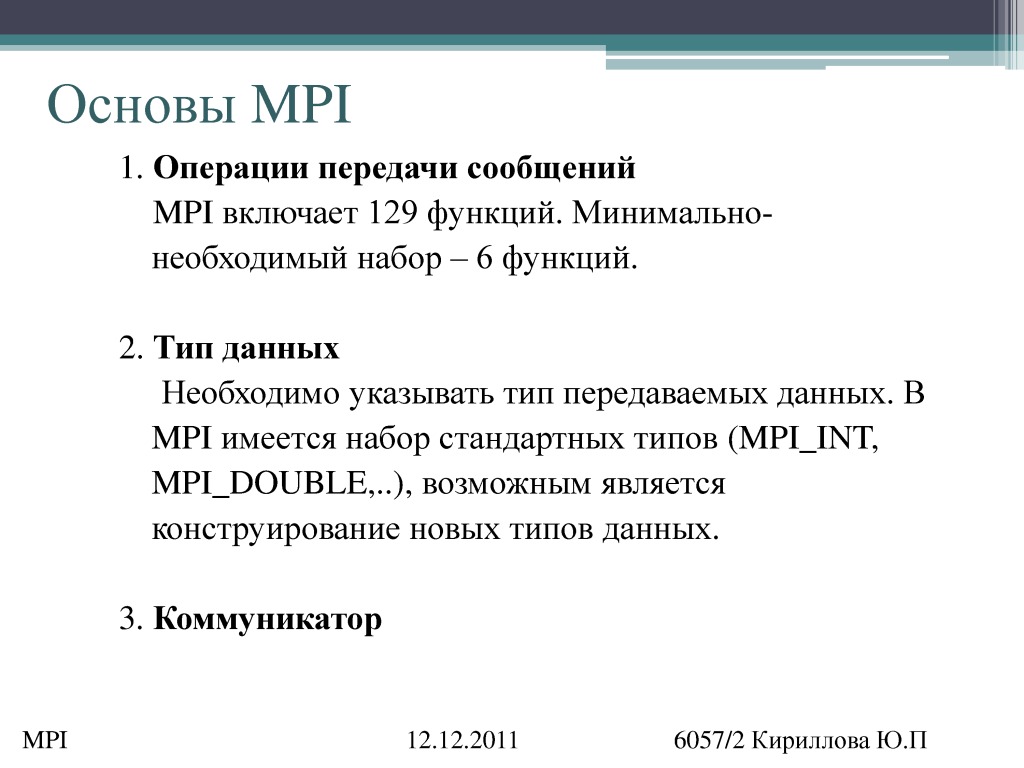 Основы MPI
1. Операции передачи сообщений
MPI включает 129 функций. Минимально-
необходимый набор – 6 функций.
2. Тип данных
Необходимо указывать тип передаваемых данных. В
MPI имеется набор стандартных типов (MPI_INT,
MPI_DOUBLE,..), возможным является
конструирование новых типов данных.
3. Коммуникатор
MPI 12.12.2011 6057/2 Кириллова Ю.П